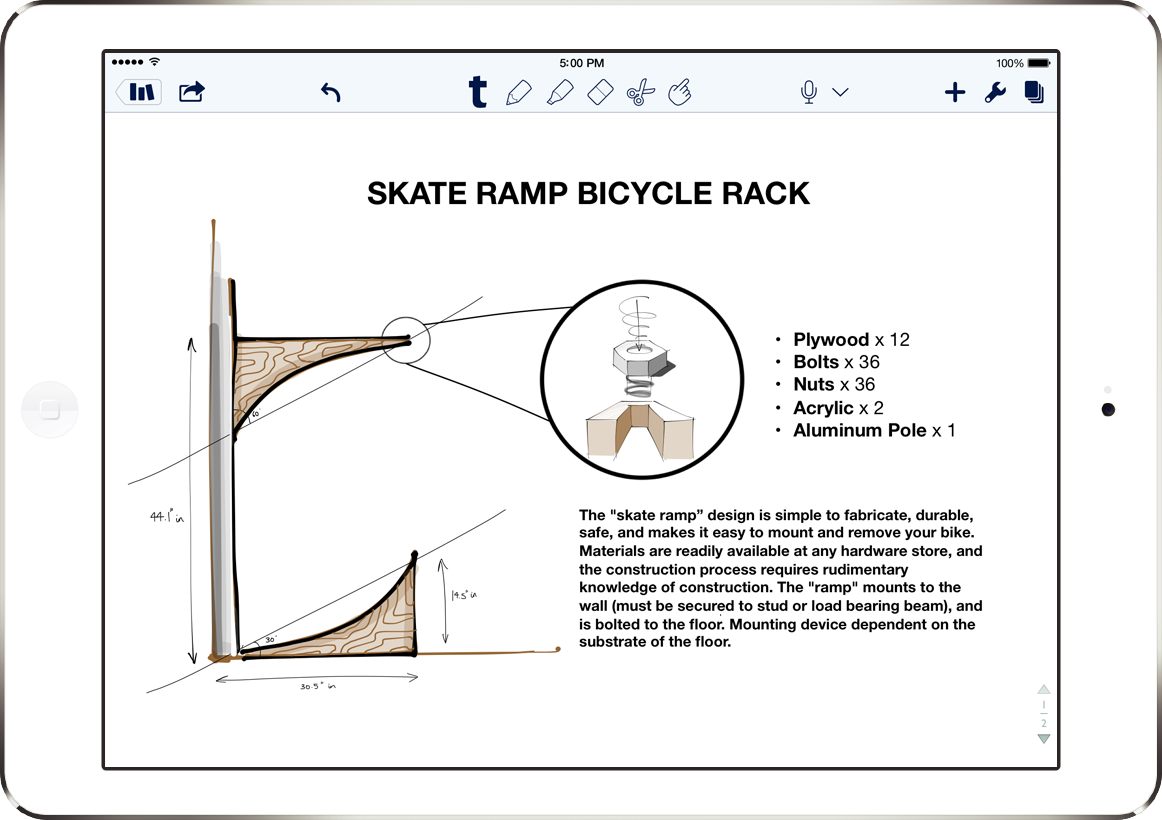 5:00 PM
100%
t
SKATE RAMP BICYCLE RACK
• Plywood x 12
• Bolts x 36
• Nuts x 36
• Acrylic x 2
• Aluminum Pole x 1
60°
44.1" in
The "skate ramp” design is simple to fabricate, durable,
safe, and makes it easy to mount and remove your bike.
Materials are readily available at any hardware store, and
the construction process requires rudimentary
knowledge of construction. The "ramp" mounts to the
wall (must be secured to stud or load bearing beam), and
is bolted to the floor. Mounting device dependent on the
substrate of the floor.
19.5" in
30°
30.5" in
1
2